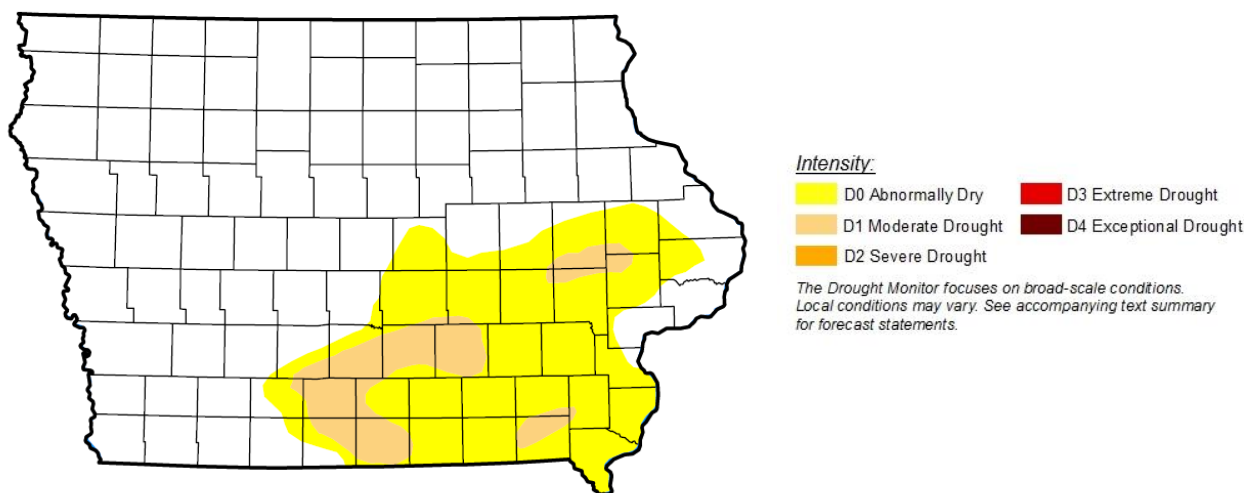 Intensity:
D0 Abnormally Dry
D1 Moderate Drought
D2 Severe Drought
D3 Extreme Drought
D4 Exceptional Drought
The Drought Monitor focuses on broad-scale conditions.
Local conditions may vary. See accompanying text summary
for forecast statements.